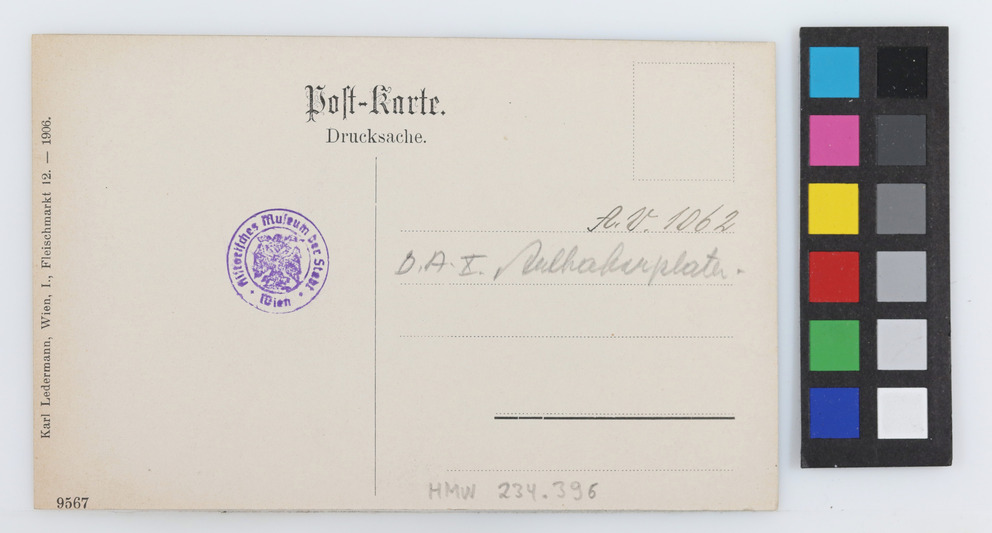 Post-Karte.
Drucksache.
Karl Ledermann, Wien, I., Fleischmarkt 12. — 1906.
Historisches Museum der Stadt
Wien
A.V. 1062
D.A. X.
HMW 234.396
9567